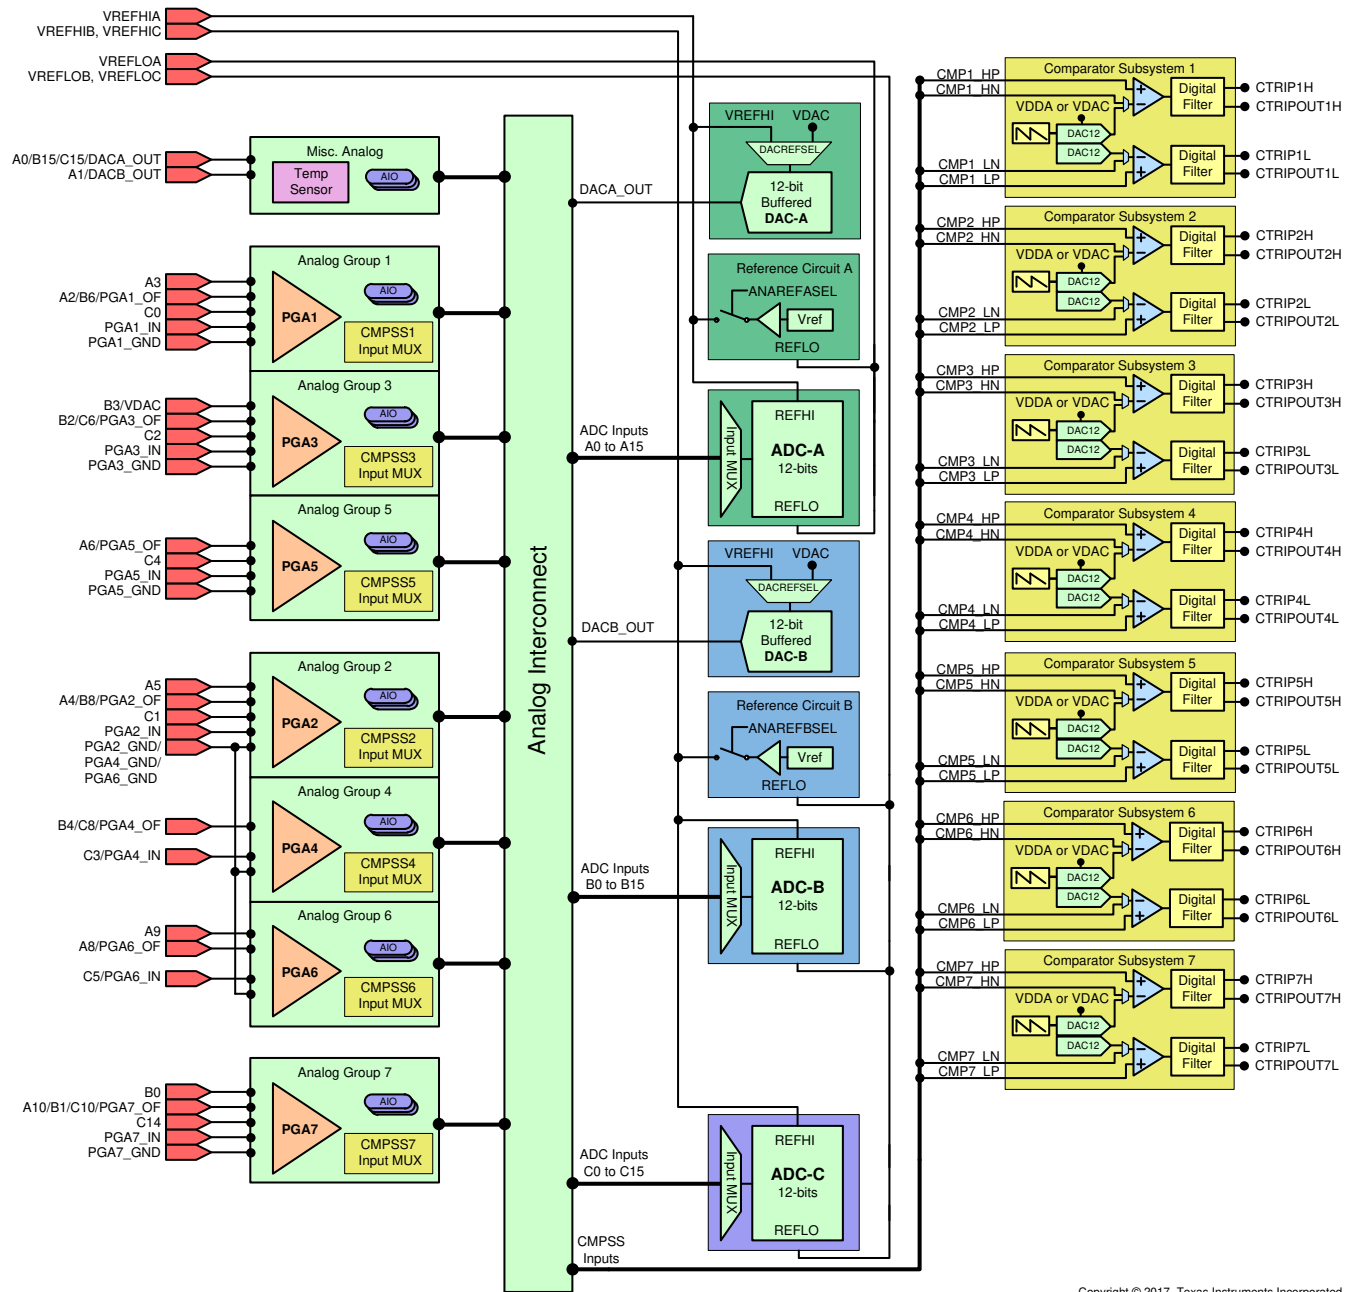 VREFHIA
VREFHIB, VREFHIC
VREFLOA
VREFLOB, VREFLOC
A0/B15/C15/DACA_OUT
A1/DACB_OUT
Misc. Analog
Temp
Sensor
AIO
Analog Group 1
A3
A2/B6/PGA1_OF
C0
PGA1_IN
PGA1_GND
PGA1
AIO
CMPSS1
Input MUX
Analog Group 3
B3/VDAC
B2/C6/PGA3_OF
C2
PGA3_IN
PGA3_GND
PGA3
AIO
CMPSS3
Input MUX
Analog Group 5
A6/PGA5_OF
C4
PGA5_IN
PGA5_GND
PGA5
AIO
CMPSS5
Input MUX
Analog Group 2
A5
A4/B8/PGA2_OF
C1
PGA2_IN
PGA2_GND/
PGA4_GND/
PGA6_GND
PGA2
AIO
CMPSS2
Input MUX
Analog Group 4
B4/C8/PGA4_OF
C3/PGA4_IN
PGA4
AIO
CMPSS4
Input MUX
Analog Group 6
A9
A8/PGA6_OF
C5/PGA6_IN
PGA6
AIO
CMPSS6
Input MUX
Analog Group 7
B0
A10/B1/C10/PGA7_OF
C14
PGA7_IN
PGA7_GND
PGA7
AIO
CMPSS7
Input MUX
Analog Interconnect
DACA_OUT
VREFHI VDAC
DACREFSEL
12-bit
Buffered
DAC-A
Reference Circuit A
ANAREFASEL
Vref
REFLO
ADC Inputs
A0 to A15
Input MUX
REFHI
ADC-A
12-bits
REFLO
DACB_OUT
VREFHI VDAC
DACREFSEL
12-bit
Buffered
DAC-B
Reference Circuit B
ANAREFBSEL
Vref
REFLO
ADC Inputs
B0 to B15
Input MUX
REFHI
ADC-B
12-bits
REFLO
ADC Inputs
C0 to C15
Input MUX
REFHI
ADC-C
12-bits
REFLO
CMPSS
Inputs
Comparator Subsystem 1
CMP1_HP
CMP1_HN
VDDA or VDAC
DAC12
DAC12
CMP1_LN
CMP1_LP
Digital
Filter
Digital
Filter
CTRIP1H
CTRIPOUT1H
CTRIP1L
CTRIPOUT1L
Comparator Subsystem 2
CMP2_HP
CMP2_HN
VDDA or VDAC
DAC12
DAC12
CMP2_LN
CMP2_LP
Digital
Filter
Digital
Filter
CTRIP2H
CTRIPOUT2H
CTRIP2L
CTRIPOUT2L
Comparator Subsystem 3
CMP3_HP
CMP3_HN
VDDA or VDAC
DAC12
DAC12
CMP3_LN
CMP3_LP
Digital
Filter
Digital
Filter
CTRIP3H
CTRIPOUT3H
CTRIP3L
CTRIPOUT3L
Comparator Subsystem 4
CMP4_HP
CMP4_HN
VDDA or VDAC
DAC12
DAC12
CMP4_LN
CMP4_LP
Digital
Filter
Digital
Filter
CTRIP4H
CTRIPOUT4H
CTRIP4L
CTRIPOUT4L
Comparator Subsystem 5
CMP5_HP
CMP5_HN
VDDA or VDAC
DAC12
DAC12
CMP5_LN
CMP5_LP
Digital
Filter
Digital
Filter
CTRIP5H
CTRIPOUT5H
CTRIP5L
CTRIPOUT5L
Comparator Subsystem 6
CMP6_HP
CMP6_HN
VDDA or VDAC
DAC12
DAC12
CMP6_LN
CMP6_LP
Digital
Filter
Digital
Filter
CTRIP6H
CTRIPOUT6H
CTRIP6L
CTRIPOUT6L
Comparator Subsystem 7
CMP7_HP
CMP7_HN
VDDA or VDAC
DAC12
DAC12
CMP7_LN
CMP7_LP
Digital
Filter
Digital
Filter
CTRIP7H
CTRIPOUT7H
CTRIP7L
CTRIPOUT7L
Copyright © 2017, Texas Instruments Incorporated